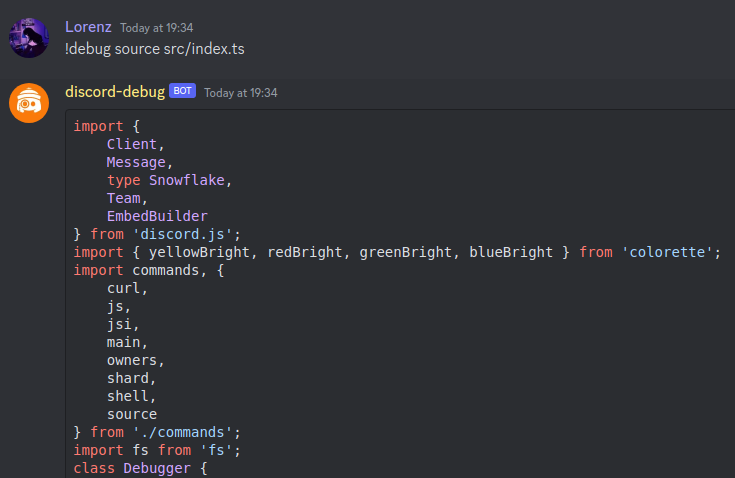 Lorenz Today at 19:34
!debug source src/index.ts
discord-debug BOT Today at 19:34
import {
    Client,
    Message,
    type Snowflake,
    Team,
    EmbedBuilder
} from 'discord.js';
import { yellowBright, redBright, greenBright, blueBright } from 'colorette';
import commands, {
    curl,
    js,
    jsi,
    main,
    owners,
    shard,
    shell,
    source
} from './commands';
import fs from 'fs';
class Debugger {